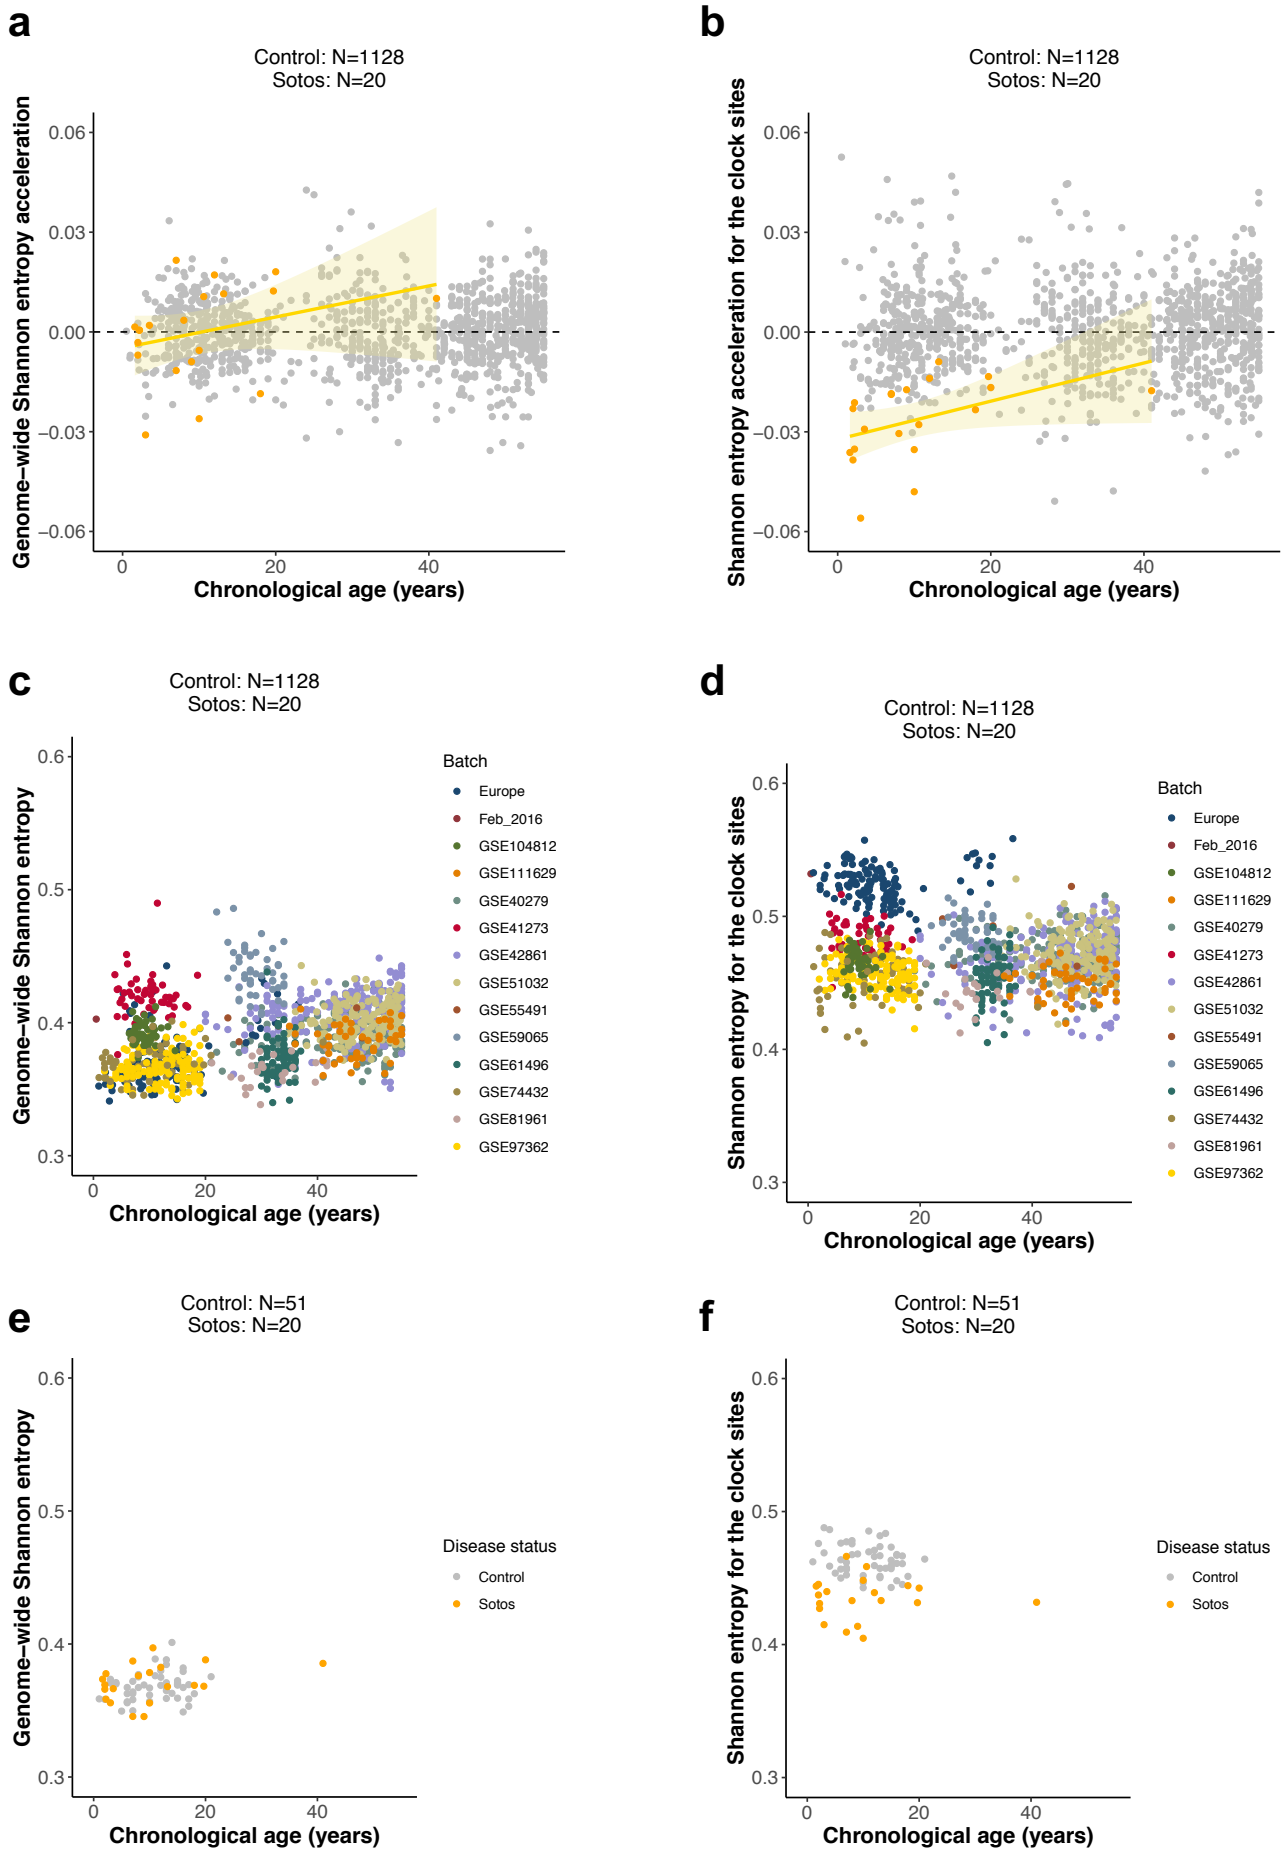 a
Control: N=1128
Sotos: N=20
Genome−wide Shannon entropy acceleration
0.06
0.03
0.00
−0.03
−0.06
0
20
40
Chronological age (years)
b
Control: N=1128
Sotos: N=20
Shannon entropy acceleration for the clock sites
0.06
0.03
0.00
−0.03
−0.06
0
20
40
Chronological age (years)
c
Control: N=1128
Sotos: N=20
Genome−wide Shannon entropy
0.6
0.5
0.4
0.3
0
20
40
Chronological age (years)
Batch
Europe
Feb_2016
GSE104812
GSE111629
GSE40279
GSE41273
GSE42861
GSE51032
GSE55491
GSE59065
GSE61496
GSE74432
GSE81961
GSE97362
d
Control: N=1128
Sotos: N=20
Shannon entropy for the clock sites
0.6
0.5
0.4
0.3
0
20
40
Chronological age (years)
Batch
Europe
Feb_2016
GSE104812
GSE111629
GSE40279
GSE41273
GSE42861
GSE51032
GSE55491
GSE59065
GSE61496
GSE74432
GSE81961
GSE97362
e
Control: N=51
Sotos: N=20
Genome−wide Shannon entropy
0.6
0.5
0.4
0.3
0
20
40
Chronological age (years)
Disease status
Control
Sotos
f
Control: N=51
Sotos: N=20
Shannon entropy for the clock sites
0.6
0.5
0.4
0.3
0
20
40
Chronological age (years)
Disease status
Control
Sotos